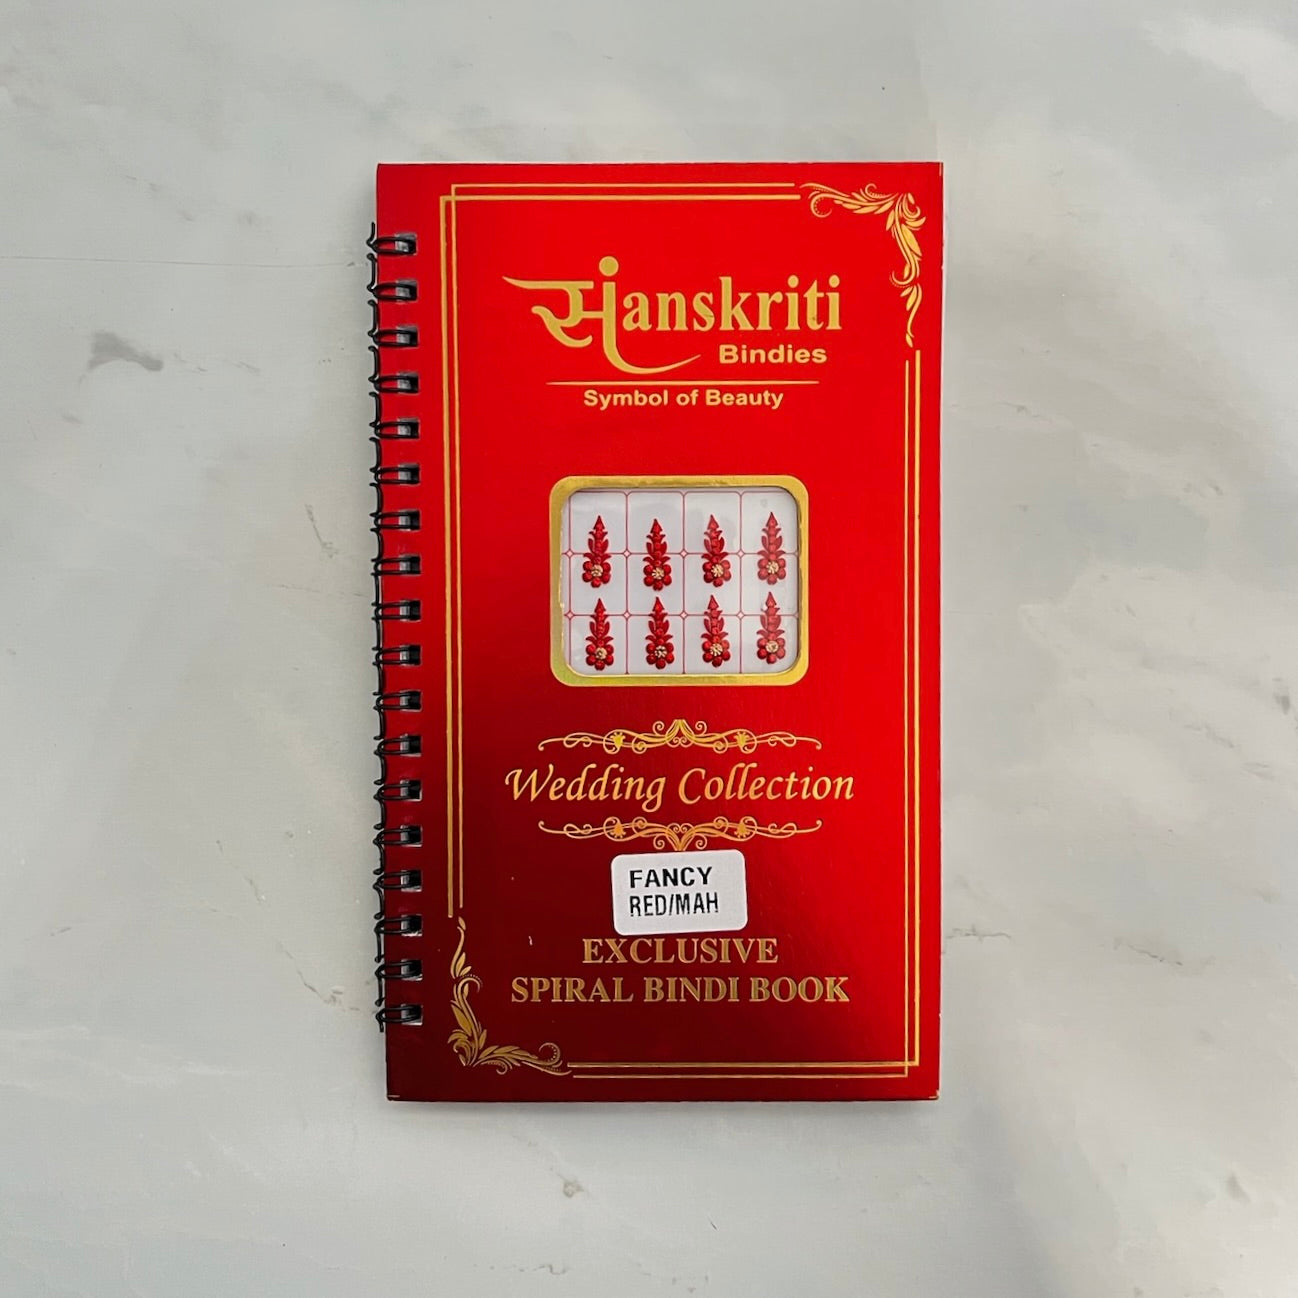 सांanskriti
Bindies
Symbol of Beauty
Wedding Collection
FANCY
RED/MAH
EXCLUSIVE
SPIRAL BINDI BOOK